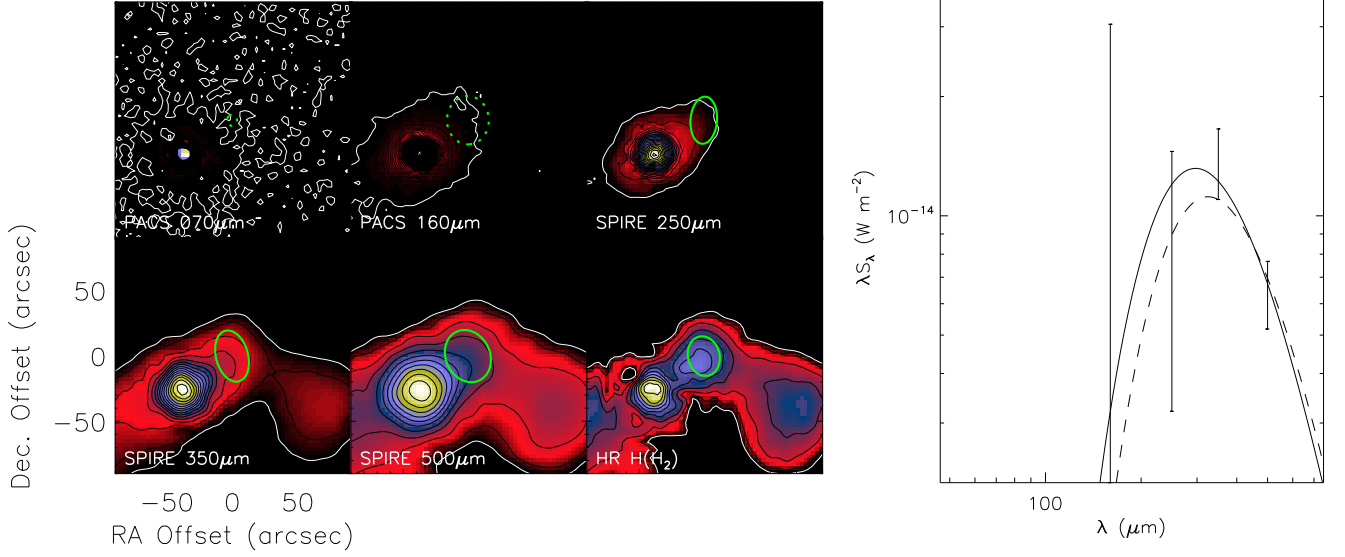 PACS 070μm
PACS 160μm
SPIRE 250μm
SPIRE 350μm
SPIRE 500μm
HR H(H₂)
Dec. Offset (arcsec)
50
0
−50
−50 0 50
RA Offset (arcsec)
λSλ (W m⁻²)
10⁻¹⁴
100
λ (μm)